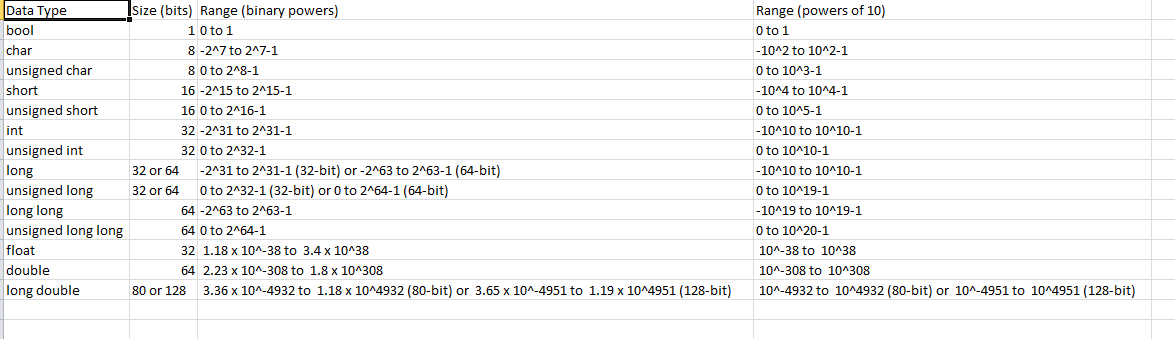 Data Type Size (bits) Range (binary powers) Range (powers of 10)
bool 1 0 to 1 0 to 1
char 8 -2^7 to 2^7-1 -10^2 to 10^2-1
unsigned char 8 0 to 2^8-1 0 to 10^3-1
short 16 -2^15 to 2^15-1 -10^4 to 10^4-1
unsigned short 16 0 to 2^16-1 0 to 10^5-1
int 32 -2^31 to 2^31-1 -10^10 to 10^10-1
unsigned int 32 0 to 2^32-1 0 to 10^10-1
long 32 or 64 -2^31 to 2^31-1 (32-bit) or -2^63 to 2^63-1 (64-bit) -10^10 to 10^10-1
unsigned long 32 or 64 0 to 2^32-1 (32-bit) or 0 to 2^64-1 (64-bit) 0 to 10^19-1
long long 64 -2^63 to 2^63-1 -10^19 to 10^19-1
unsigned long long 64 0 to 2^64-1 0 to 10^20-1
float 32 1.18 x 10^-38 to 3.4 x 10^38 10^-38 to 10^38
double 64 2.23 x 10^-308 to 1.8 x 10^308 10^-308 to 10^308
long double 80 or 128 3.36 x 10^-4932 to 1.18 x 10^4932 (80-bit) or 3.65 x 10^-4951 to 1.19 x 10^4951 (128-bit) 10^-4932 to 10^4932 (80-bit) or 10^-4951 to 10^4951 (128-bit)